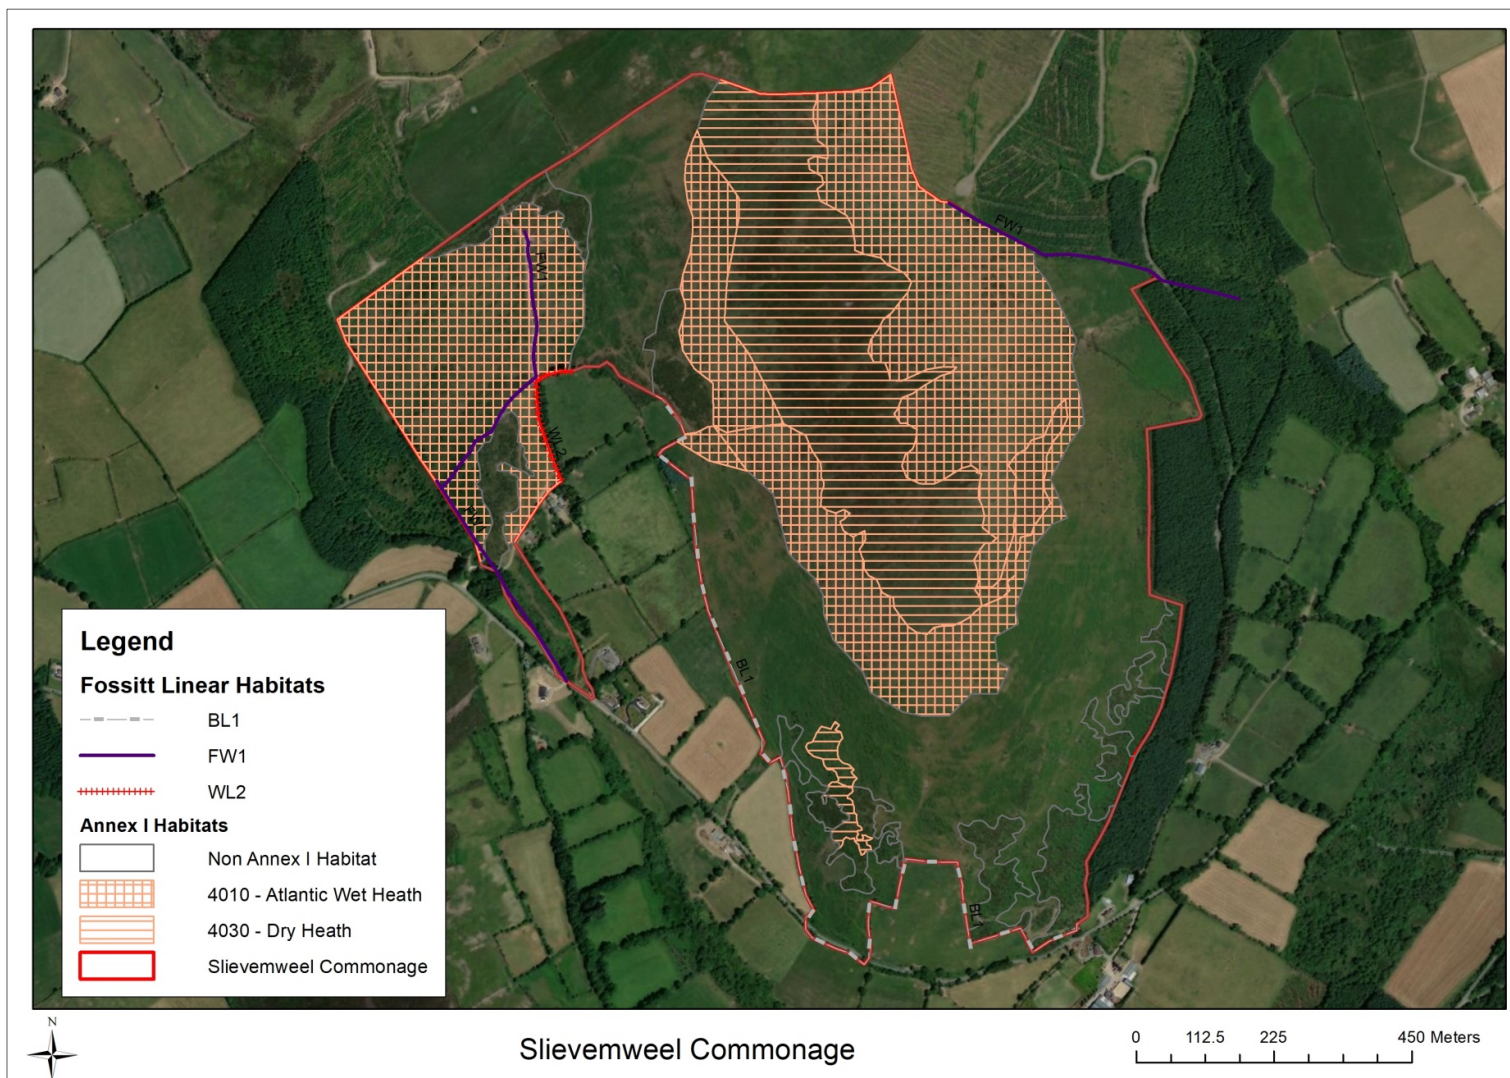 FW1
FW1
WL2
FW1
BL1
BL1
Legend
Fossitt Linear Habitats
BL1
FW1
WL2
Annex I Habitats
Non Annex I Habitat
4010 - Atlantic Wet Heath
4030 - Dry Heath
Slievemweel Commonage
N
Slievemweel Commonage
0 112.5 225 450 Meters